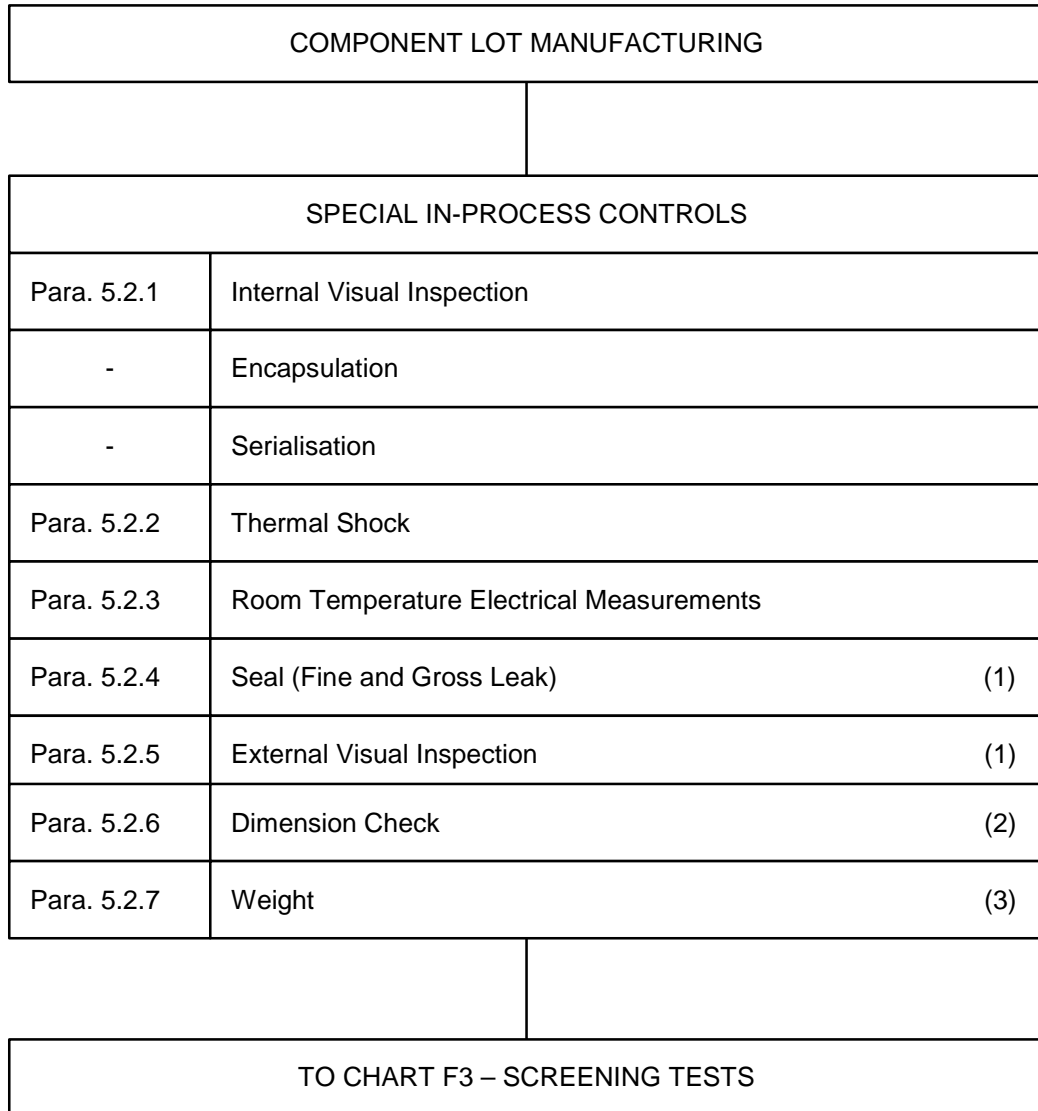 COMPONENT LOT MANUFACTURING
SPECIAL IN-PROCESS CONTROLS
Para. 5.2.1 Internal Visual Inspection
- Encapsulation
- Serialisation
Para. 5.2.2 Thermal Shock
Para. 5.2.3 Room Temperature Electrical Measurements
Para. 5.2.4 Seal (Fine and Gross Leak) (1)
Para. 5.2.5 External Visual Inspection (1)
Para. 5.2.6 Dimension Check (2)
Para. 5.2.7 Weight (3)
TO CHART F3 – SCREENING TESTS